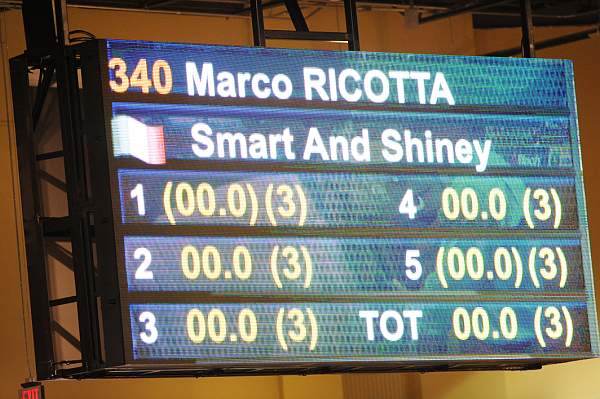 340 Marco RICOTTA
Smart And Shiney
1 (00.0) (3) 4 00.0 (3)
2 00.0 (3) 5 (00.0) (3)
3 00.0 (3) TOT 00.0 (3)
EXIT